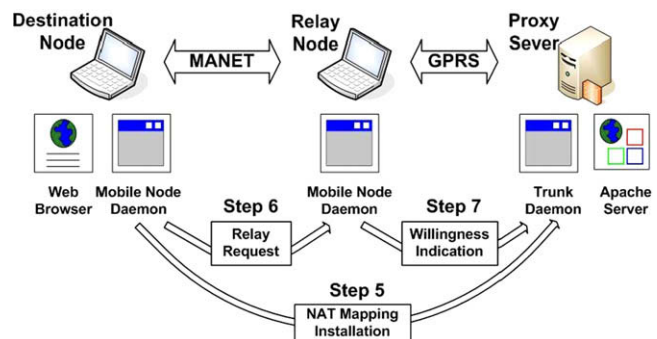 Destination
Node
MANET
Relay
Node
GPRS
Proxy
Sever
Web
Browser
Mobile Node
Daemon
Mobile Node
Daemon
Trunk
Daemon
Apache
Server
Step 6
Relay
Request
Step 7
Willingness
Indication
Step 5
NAT Mapping
Installation